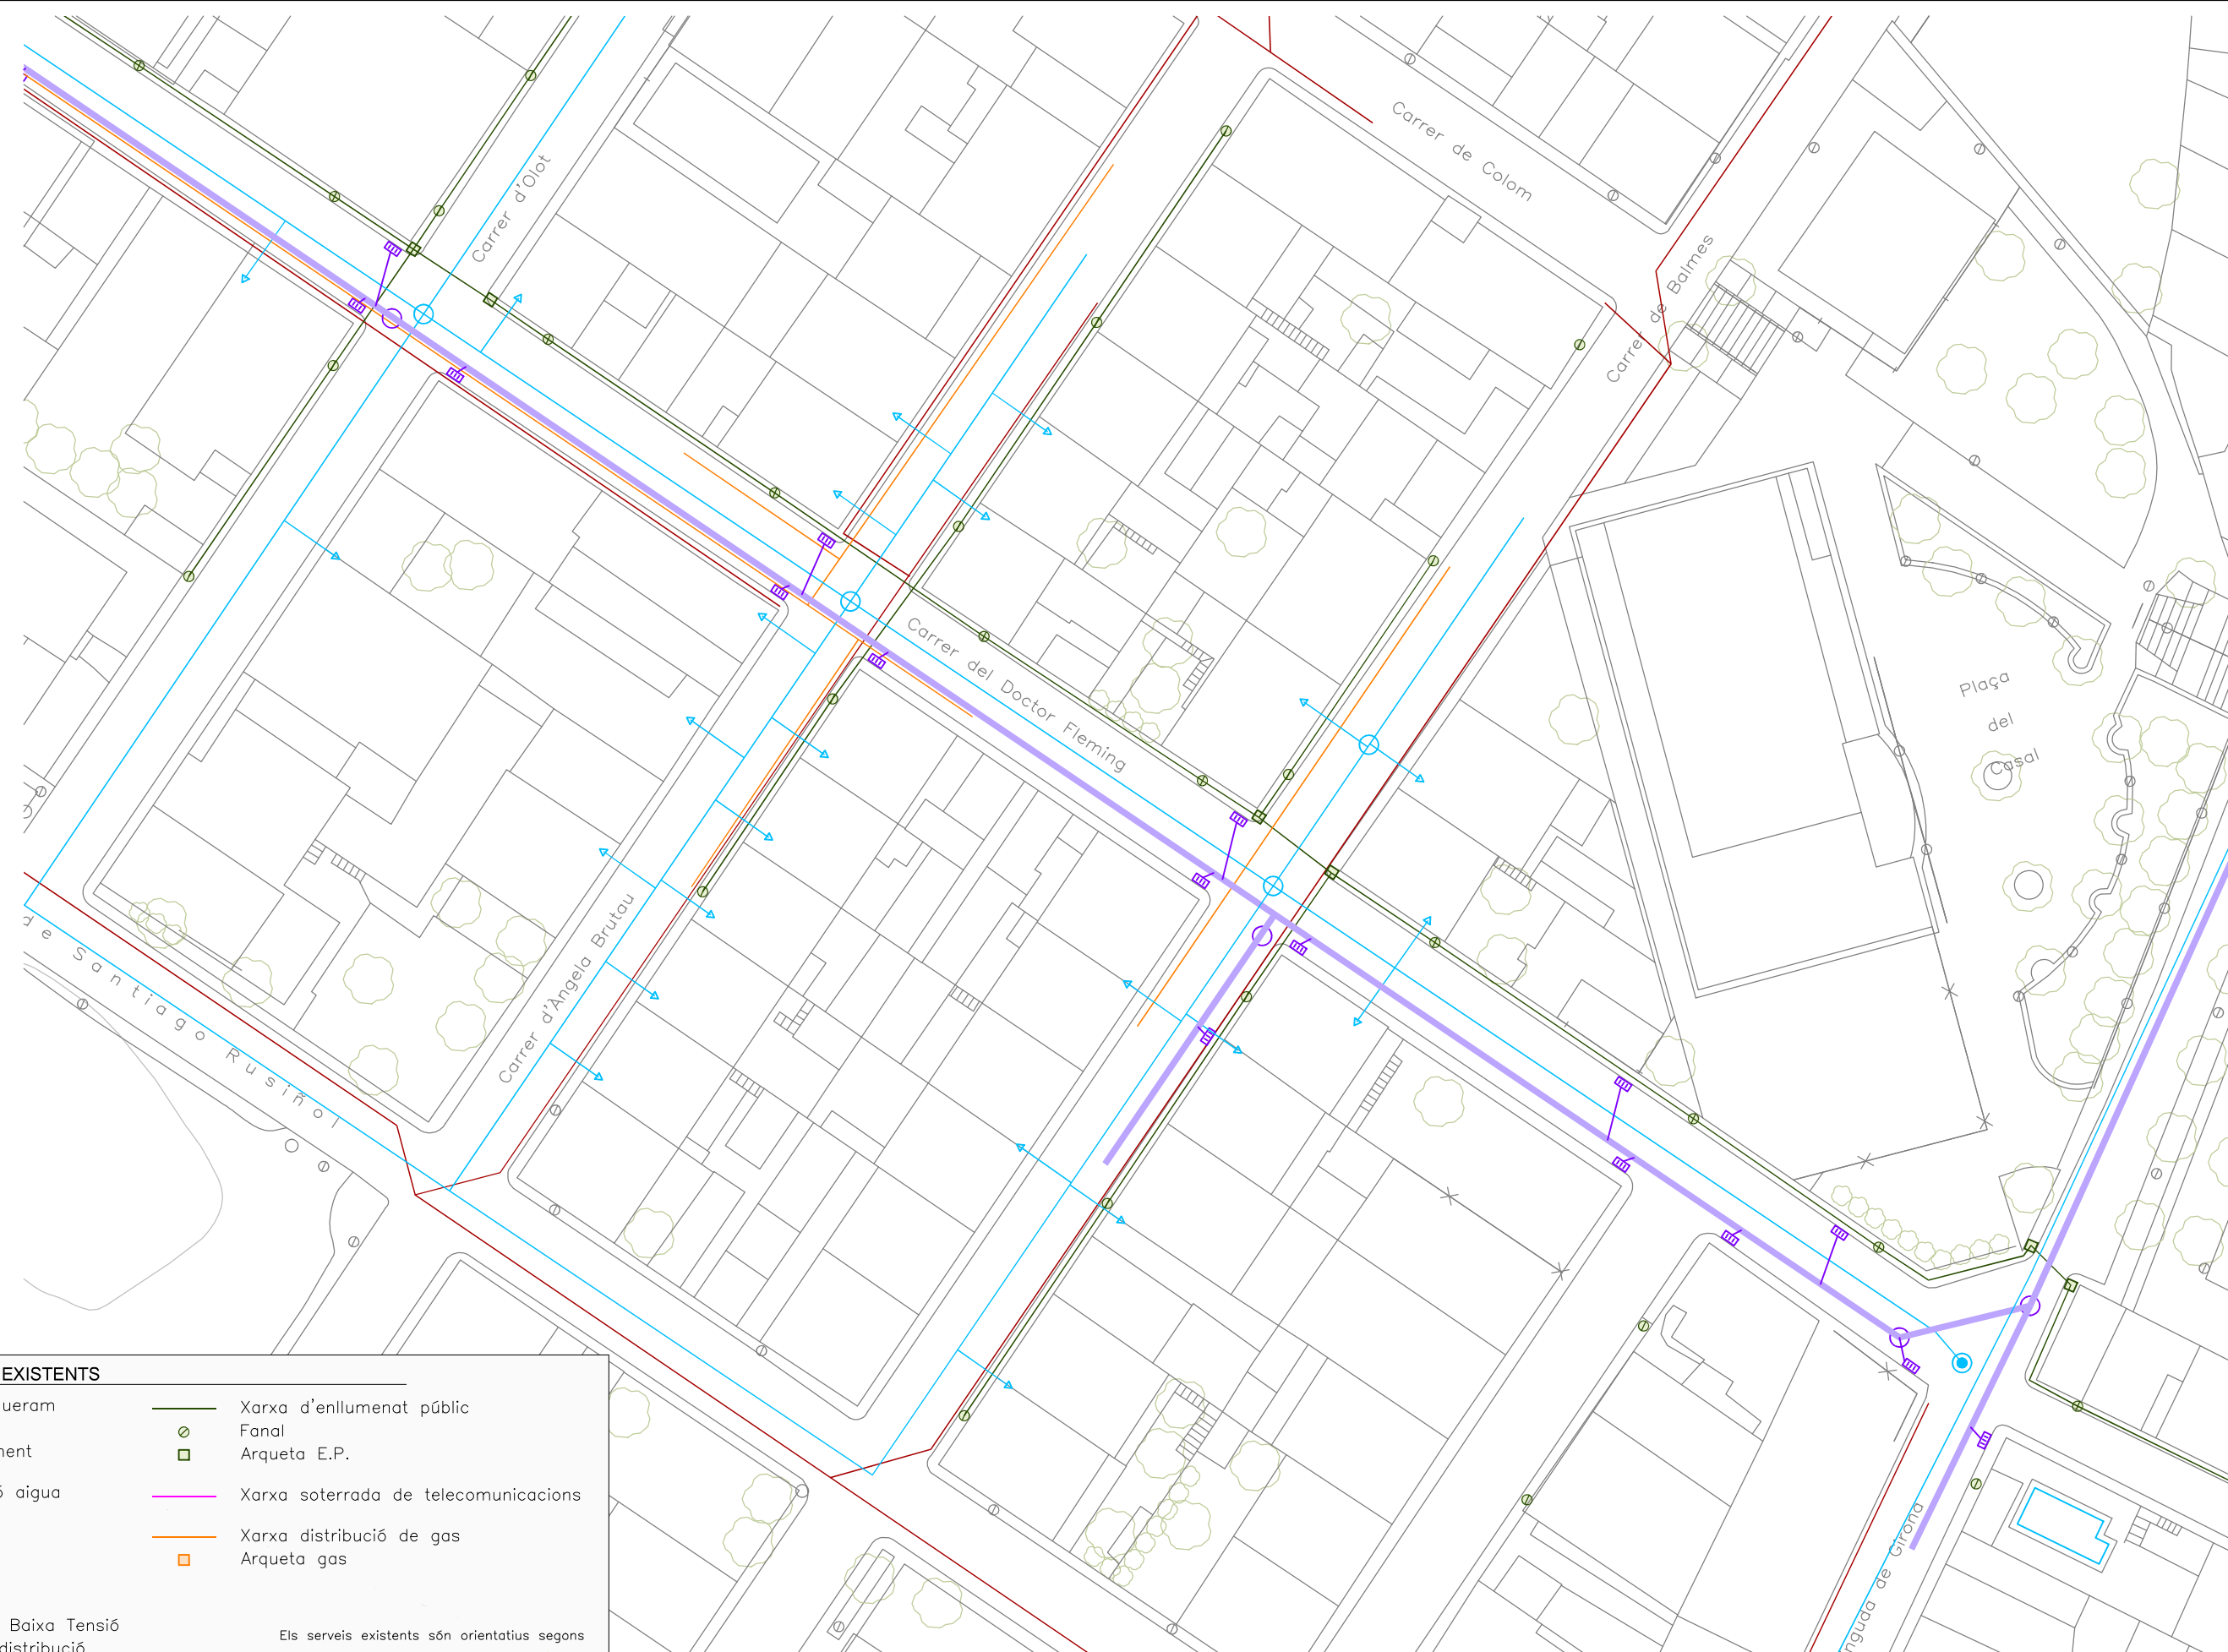 Carrer d'Olot
Carrer de Colom
Carrer de Balmes
Carrer del Doctor Fleming
Plaça
del
Casal
Carrer d'Àngela Brutau
de Santiago Rusiñol
de Girona
EXISTENTS
Xarxa d'enllumenat públic
Fanal
Arqueta E.P.
aigua
Xarxa soterrada de telecomunicacions
Xarxa distribució de gas
Arqueta gas
Baixa Tensió
distribució
Els serveis existents són orientatius segons